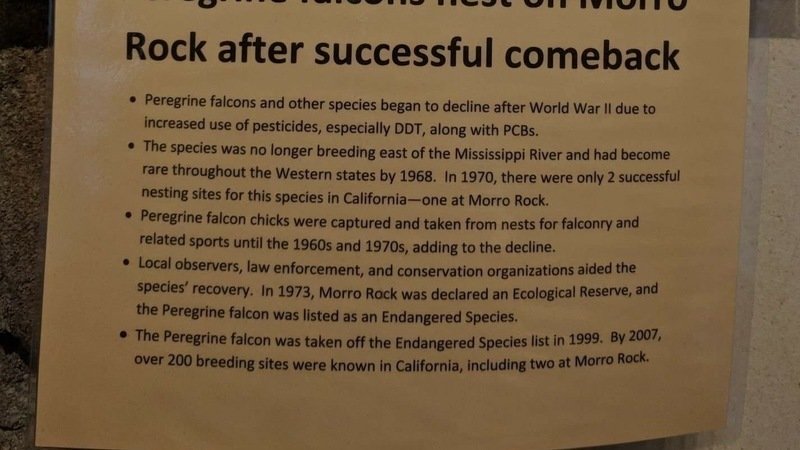 Peregrine falcons nest on Morro
Rock after successful comeback
• Peregrine falcons and other species began to decline after World War II due to
increased use of pesticides, especially DDT, along with PCBs.
• The species was no longer breeding east of the Mississippi River and had become
rare throughout the Western states by 1968. In 1970, there were only 2 successful
nesting sites for this species in California—one at Morro Rock.
• Peregrine falcon chicks were captured and taken from nests for falconry and
related sports until the 1960s and 1970s, adding to the decline.
• Local observers, law enforcement, and conservation organizations aided the
species’ recovery. In 1973, Morro Rock was declared an Ecological Reserve, and
the Peregrine falcon was listed as an Endangered Species.
• The Peregrine falcon was taken off the Endangered Species list in 1999. By 2007,
over 200 breeding sites were known in California, including two at Morro Rock.